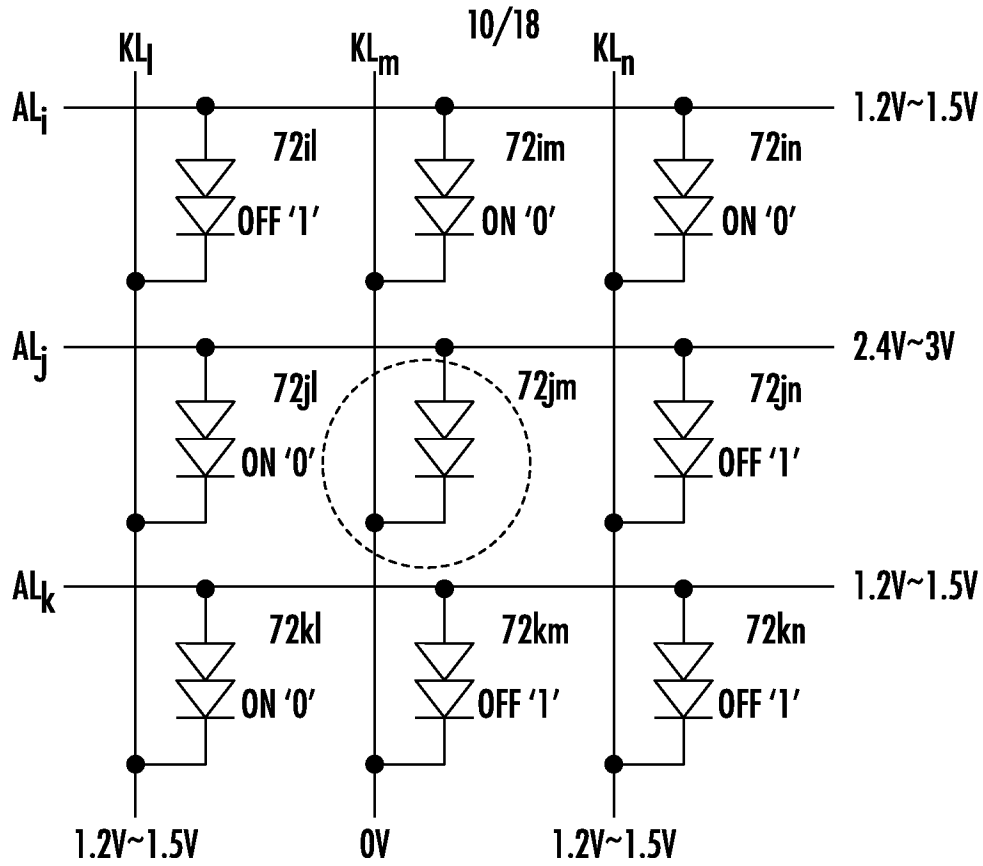 10/18
KLl KLm KLn
ALi 1.2V~1.5V
72il 72im 72in
OFF '1' ON '0' ON '0'
ALj 2.4V~3V
72jl 72jm 72jn
ON '0' OFF '1'
ALk 1.2V~1.5V
72kl 72km 72kn
ON '0' OFF '1' OFF '1'
1.2V~1.5V 0V 1.2V~1.5V